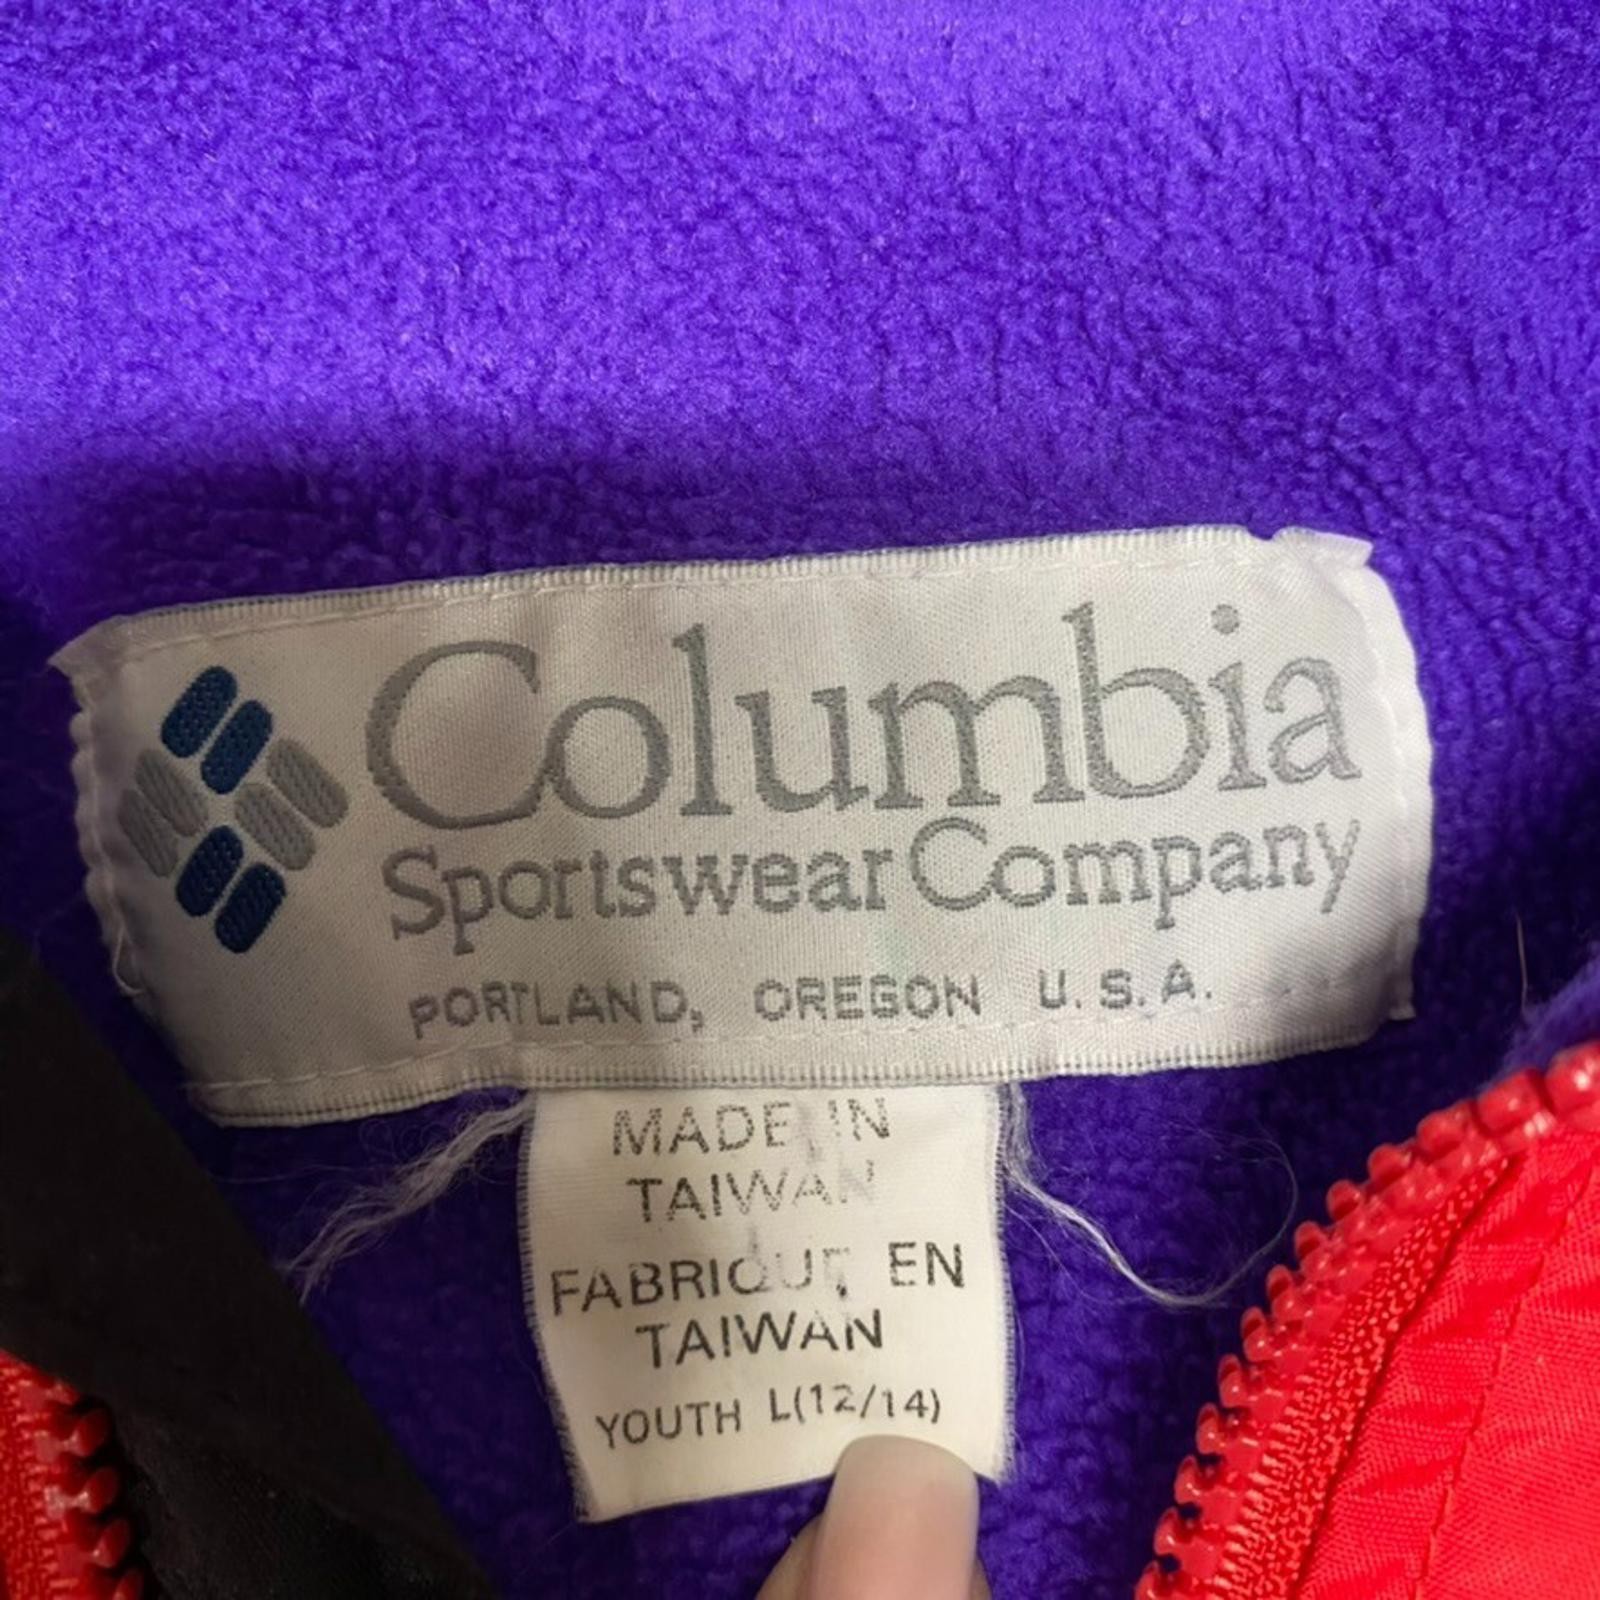 Columbia
Sportswear Company
PORTLAND, OREGON U.S.A.
MADE IN
TAIWAN
FABRIQUE EN
TAIWAN
YOUTH L(12/14)